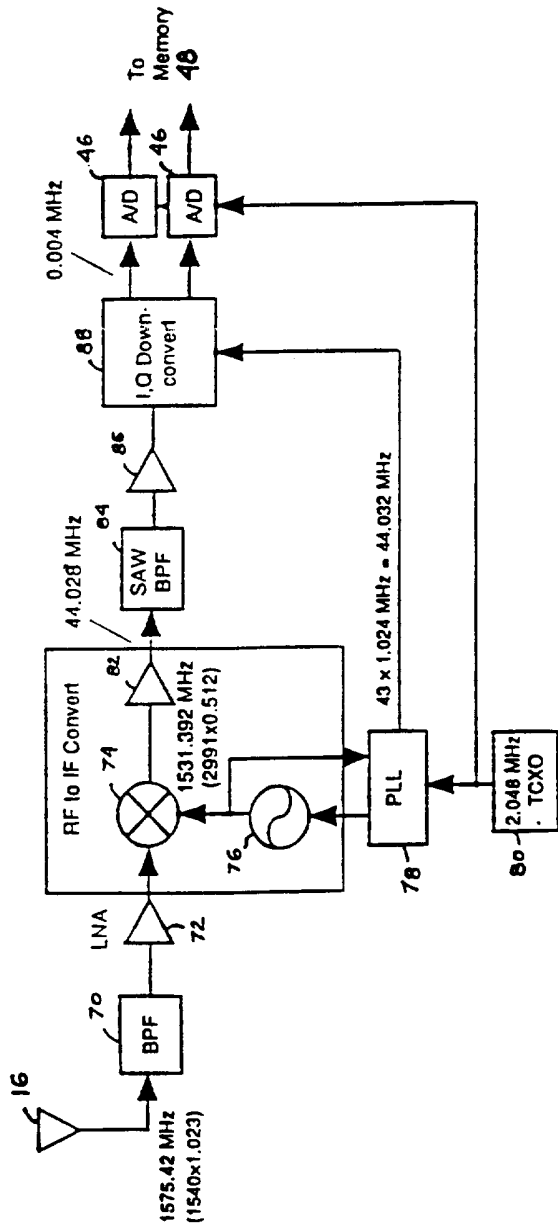 16
1575.42 MHz
(1540x1.023)
70
BPF
LNA
72
RF to IF Convert
74
76
1531.392 MHz
(2991x0.512)
82
44.028 MHz
84
SAW
BPF
86
88
I,Q Down-
convert
0.004 MHz
46
A/D
46
A/D
To
Memory
48
43 x 1.024 MHz = 44.032 MHz
PLL
78
2.048 MHz
TCXO
80